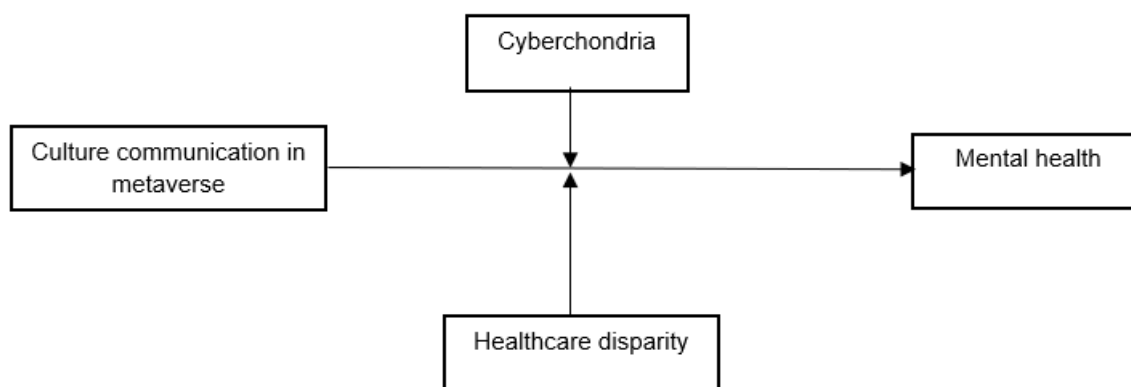 Cyberchondria
Culture communication in
metaverse
Mental health
Healthcare disparity